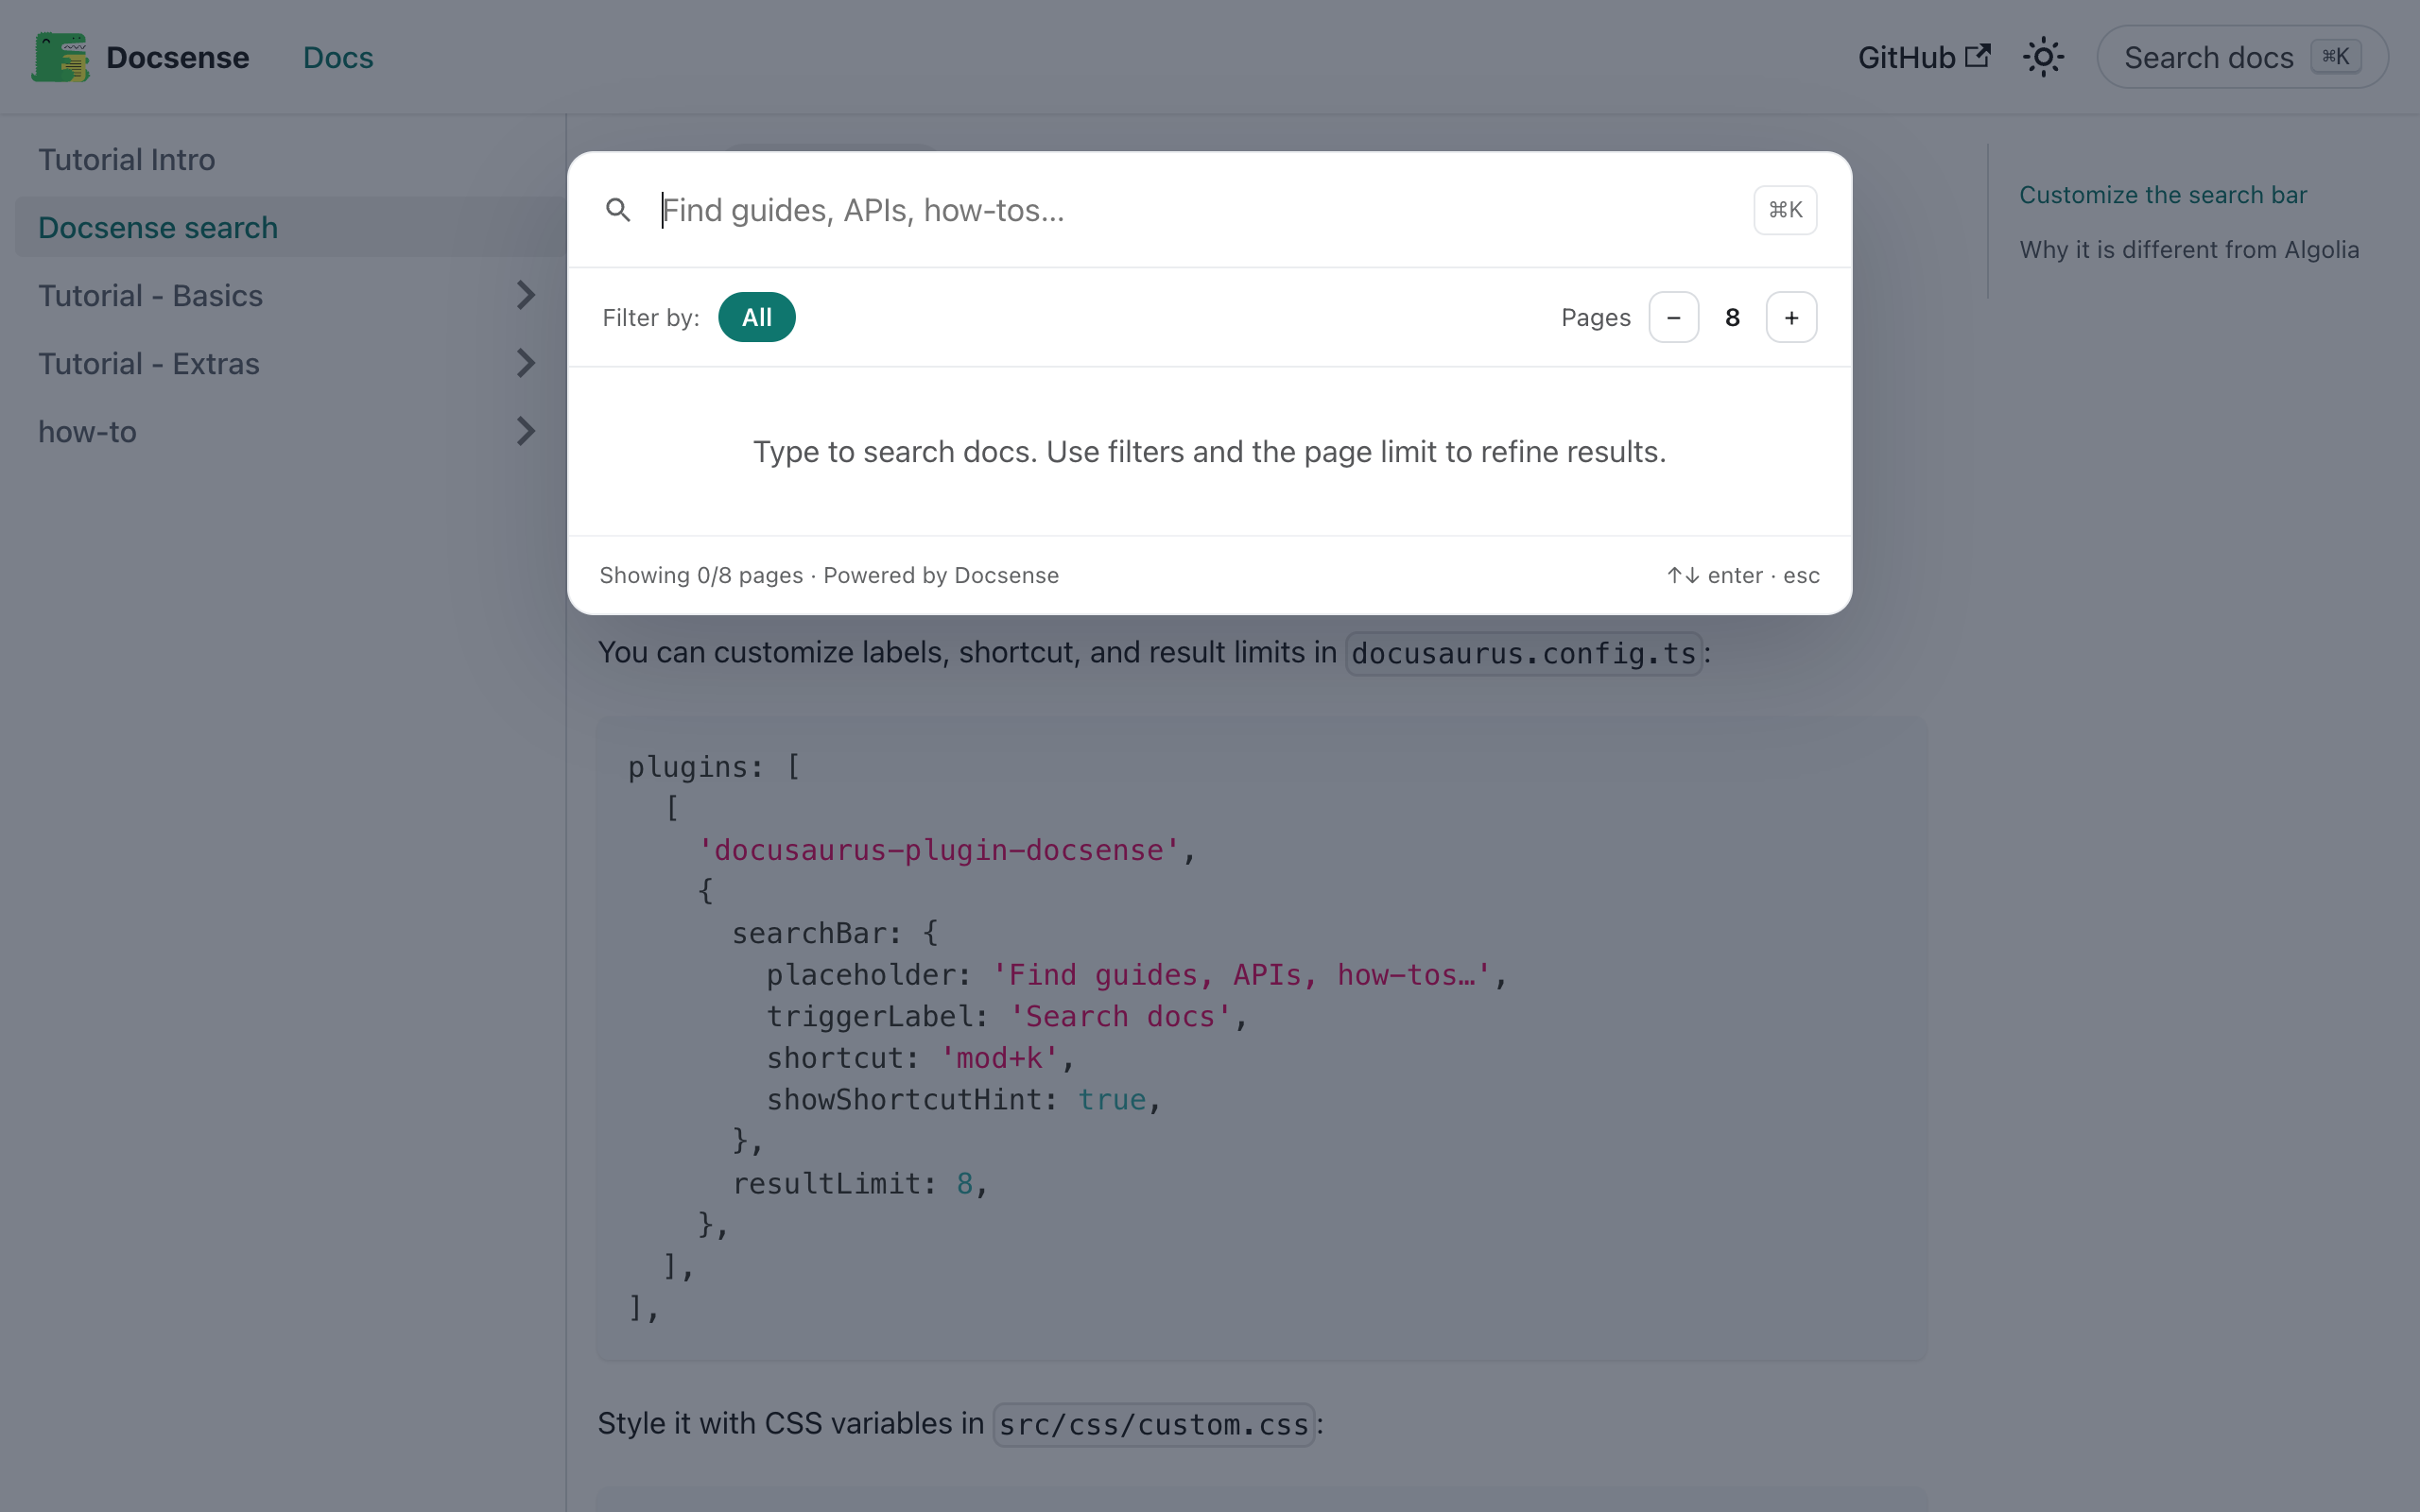 Docsense
Docs
GitHub
Search docs ⌘K
Tutorial Intro
Docsense search
Tutorial - Basics
Tutorial - Extras
how-to
Find guides, APIs, how-tos…
⌘K
Filter by: All
Pages − 8 +
Type to search docs. Use filters and the page limit to refine results.
Showing 0/8 pages · Powered by Docsense
↑↓ enter · esc
Customize the search bar
Why it is different from Algolia
You can customize labels, shortcut, and result limits in docusaurus.config.ts:
plugins: [
  [
    'docusaurus-plugin-docsense',
    {
      searchBar: {
        placeholder: 'Find guides, APIs, how-tos…',
        triggerLabel: 'Search docs',
        shortcut: 'mod+k',
        showShortcutHint: true,
      },
      resultLimit: 8,
    },
  ],
],
Style it with CSS variables in src/css/custom.css: